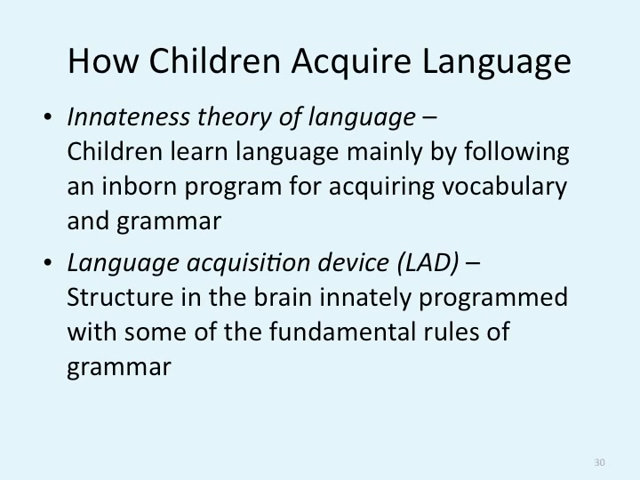 How Children Acquire Language
• Innateness theory of language –
Children learn language mainly by following
an inborn program for acquiring vocabulary
and grammar
• Language acquisition device (LAD) –
Structure in the brain innately programmed
with some of the fundamental rules of
grammar
30